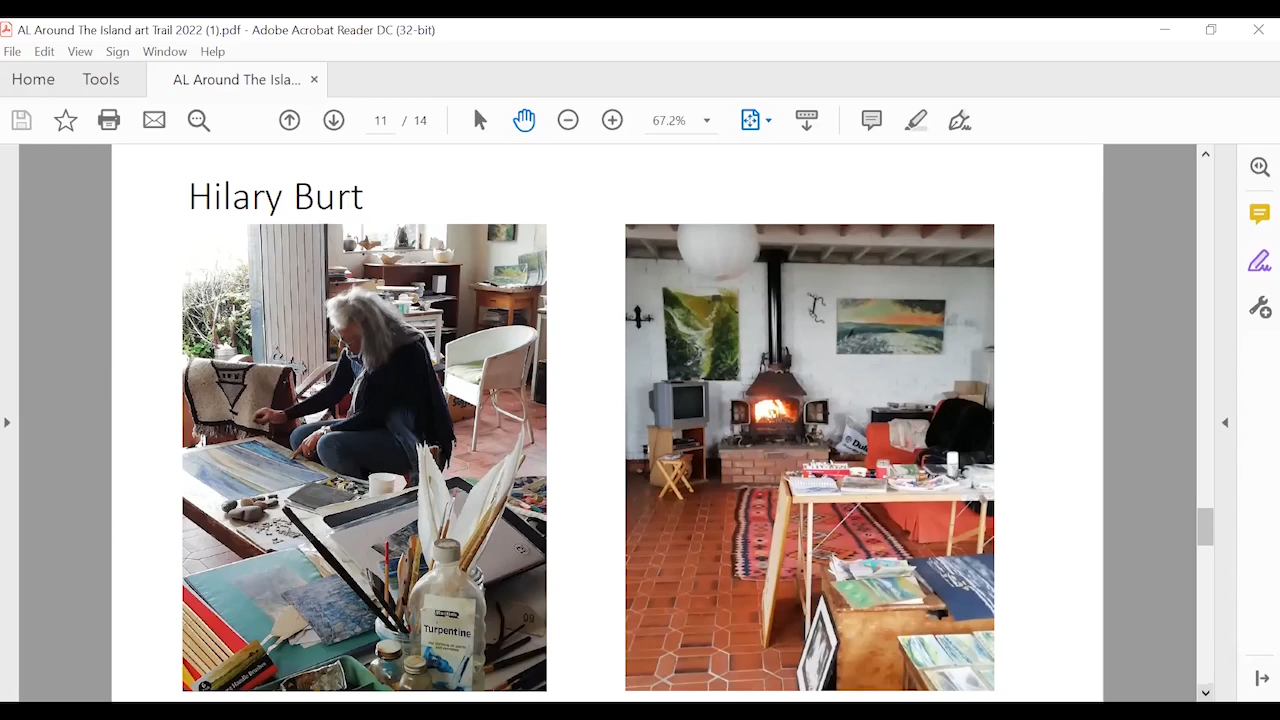 AL Around The Island art Trail 2022 (1).pdf - Adobe Acrobat Reader DC (32-bit)
File Edit View Sign Window Help
Home Tools AL Around The Isla... ×
11 / 14 67.2%
Hilary Burt
Turpentine